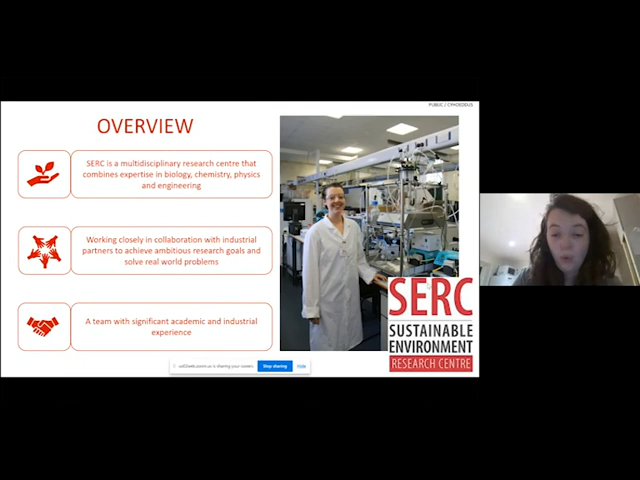 PUBLIC / CYHOEDDUS
OVERVIEW
SERC is a multidisciplinary research centre that
combines expertise in biology, chemistry, physics
and engineering
Working closely in collaboration with industrial
partners to achieve ambitious research goals and
solve real world problems
A team with significant academic and industrial
experience
SERC
SUSTAINABLE
ENVIRONMENT
RESEARCH CENTRE
is sharing your screen.
Stop sharing
Hide